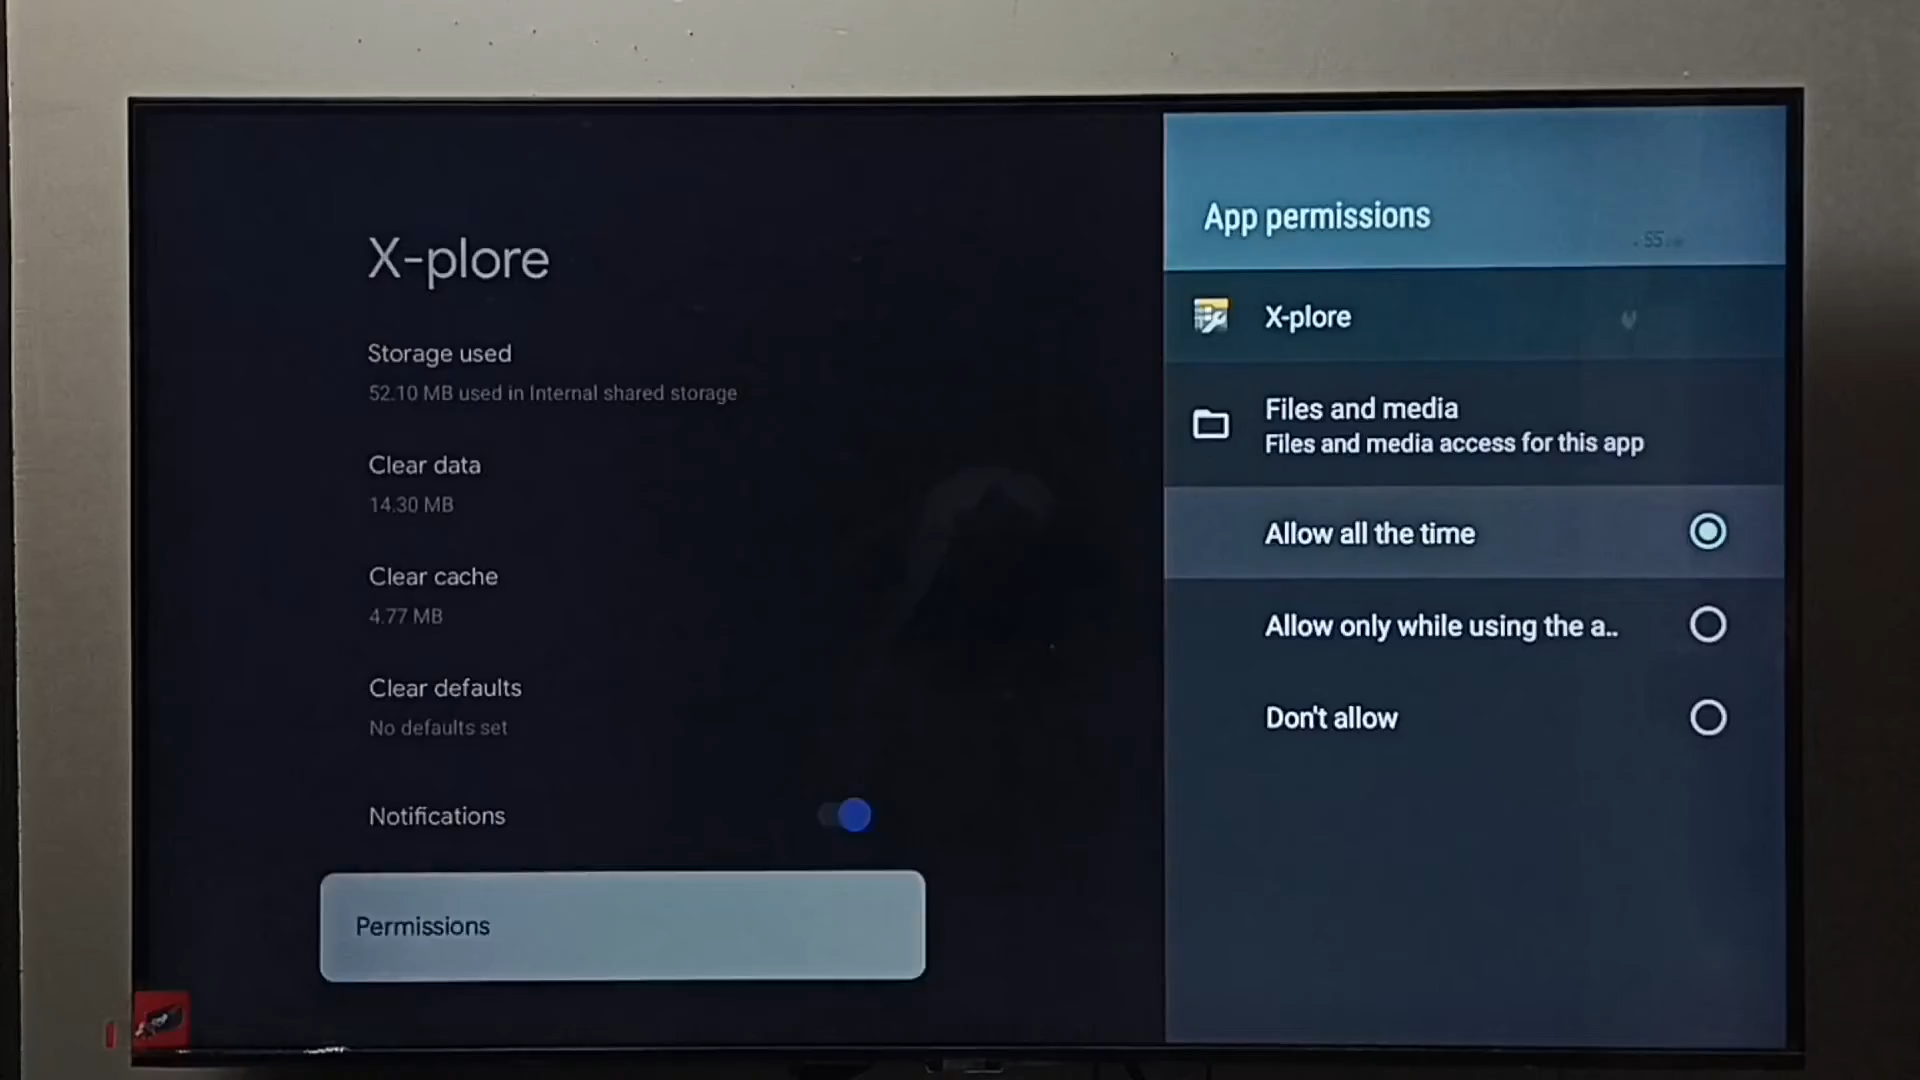 X-plore
Storage used
52.10 MB used in Internal shared storage
Clear data
14.30 MB
Clear cache
4.77 MB
Clear defaults
No defaults set
Notifications
Permissions
App permissions
55
X-plore
Files and media
Files and media access for this app
Allow all the time
Allow only while using the a..
Don't allow